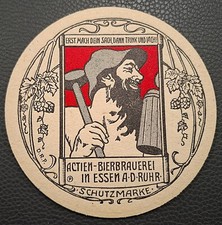 ERST MACH' DEIN SACH, DANN TRINK UND LACH!
ACTIEN-BIERBRAUEREI
IN ESSEN A·D·RUHR·
SCHUTZMARKE